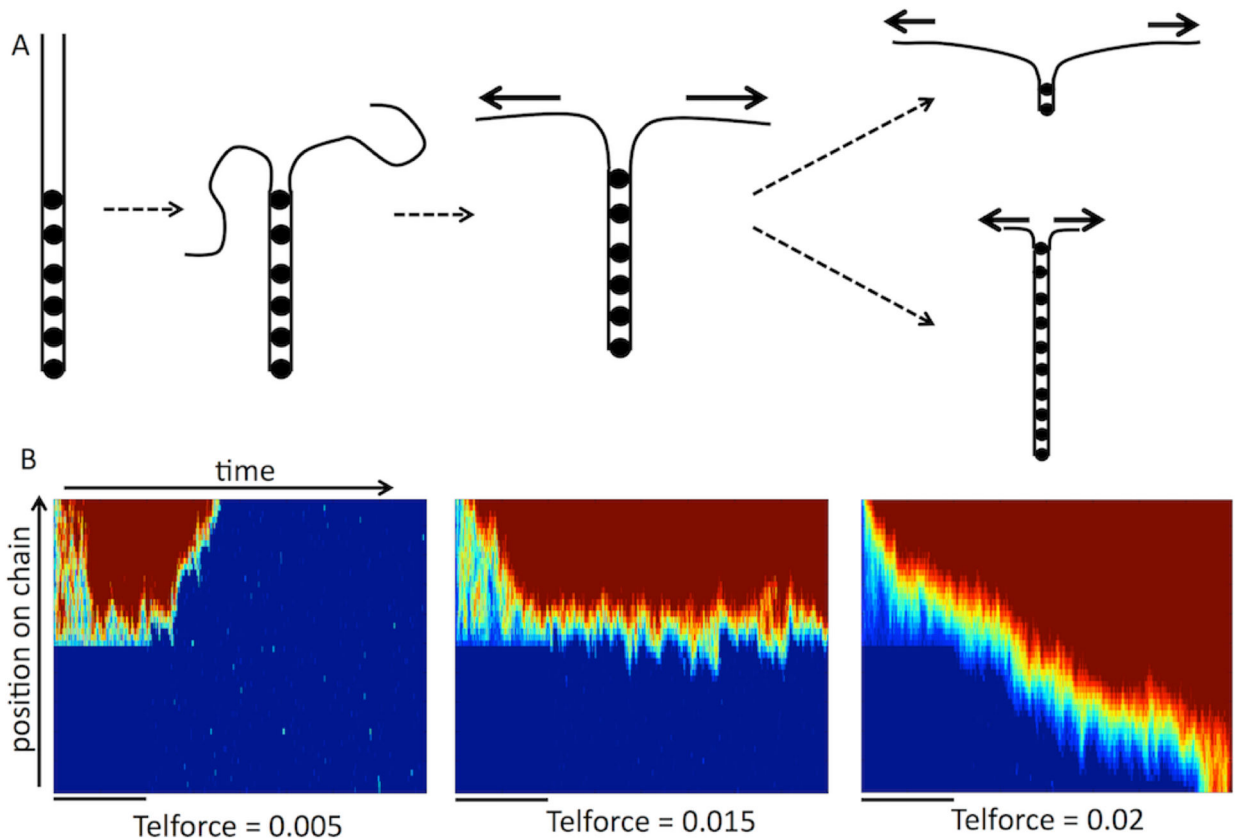 A
B
time
position on chain
Telforce = 0.005
Telforce = 0.015
Telforce = 0.02